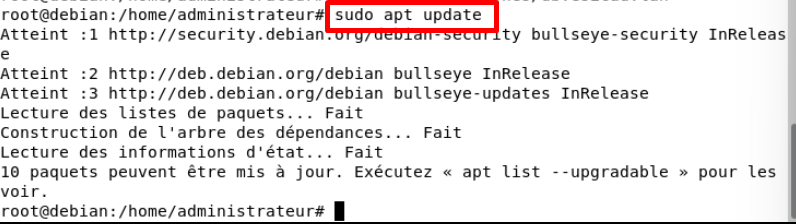 root@debian:/home/administrateur# sudo apt update
Atteint :1 http://security.debian.org/debian-security bullseye-security InReleas
e
Atteint :2 http://deb.debian.org/debian bullseye InRelease
Atteint :3 http://deb.debian.org/debian bullseye-updates InRelease
Lecture des listes de paquets... Fait
Construction de l'arbre des dépendances... Fait
Lecture des informations d'état... Fait
10 paquets peuvent être mis à jour. Exécutez « apt list --upgradable » pour les
voir.
root@debian:/home/administrateur#